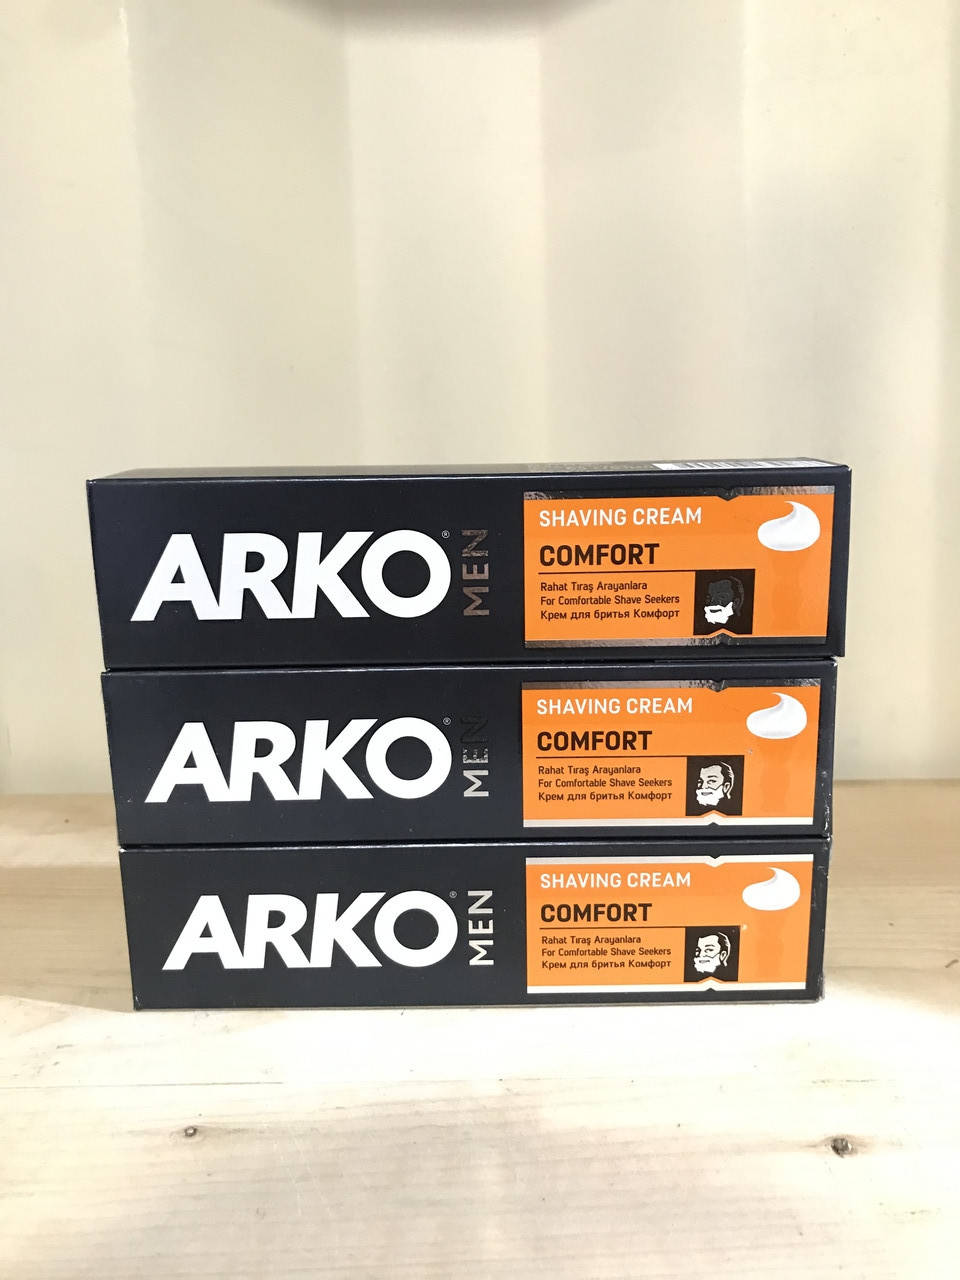 ARKO® MEN
SHAVING CREAM
COMFORT
Rahat Tıraş Arayanlara
For Comfortable Shave Seekers
Крем для бритья Комфорт
ARKO® MEN
SHAVING CREAM
COMFORT
Rahat Tıraş Arayanlara
For Comfortable Shave Seekers
Крем для бритья Комфорт
ARKO® MEN
SHAVING CREAM
COMFORT
Rahat Tıraş Arayanlara
For Comfortable Shave Seekers
Крем для бритья Комфорт